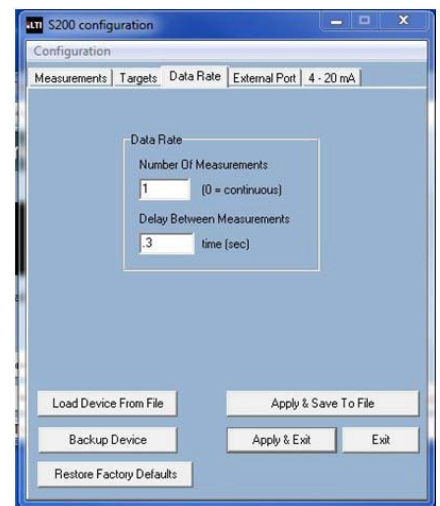 LTI S200 configuration
Configuration
Measurements Targets Data Rate External Port 4 - 20 mA
Data Rate
Number Of Measurements
1 (0 = continuous)
Delay Between Measurements
.3 time (sec)
Load Device From File Apply & Save To File
Backup Device Apply & Exit Exit
Restore Factory Defaults